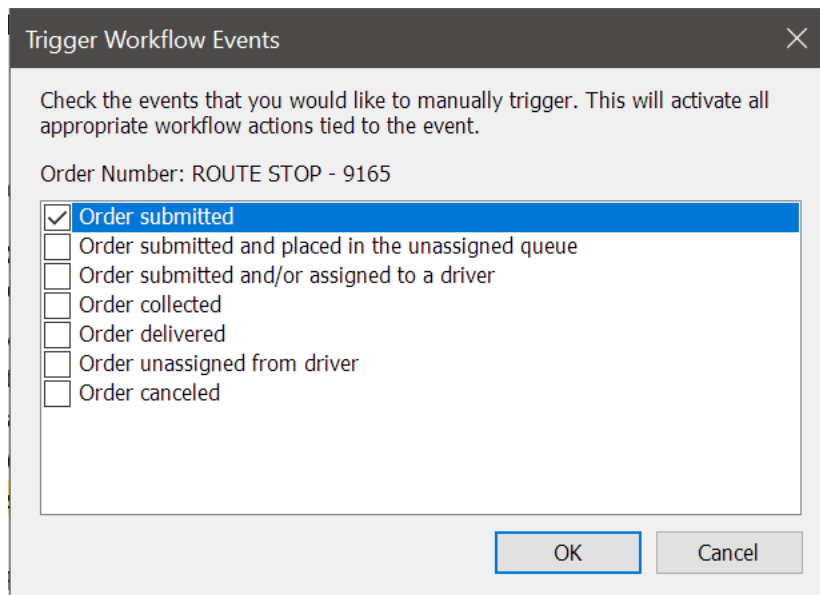 Trigger Workflow Events
Check the events that you would like to manually trigger. This will activate all
appropriate workflow actions tied to the event.
Order Number: ROUTE STOP - 9165
Order submitted
Order submitted and placed in the unassigned queue
Order submitted and/or assigned to a driver
Order collected
Order delivered
Order unassigned from driver
Order canceled
OK
Cancel